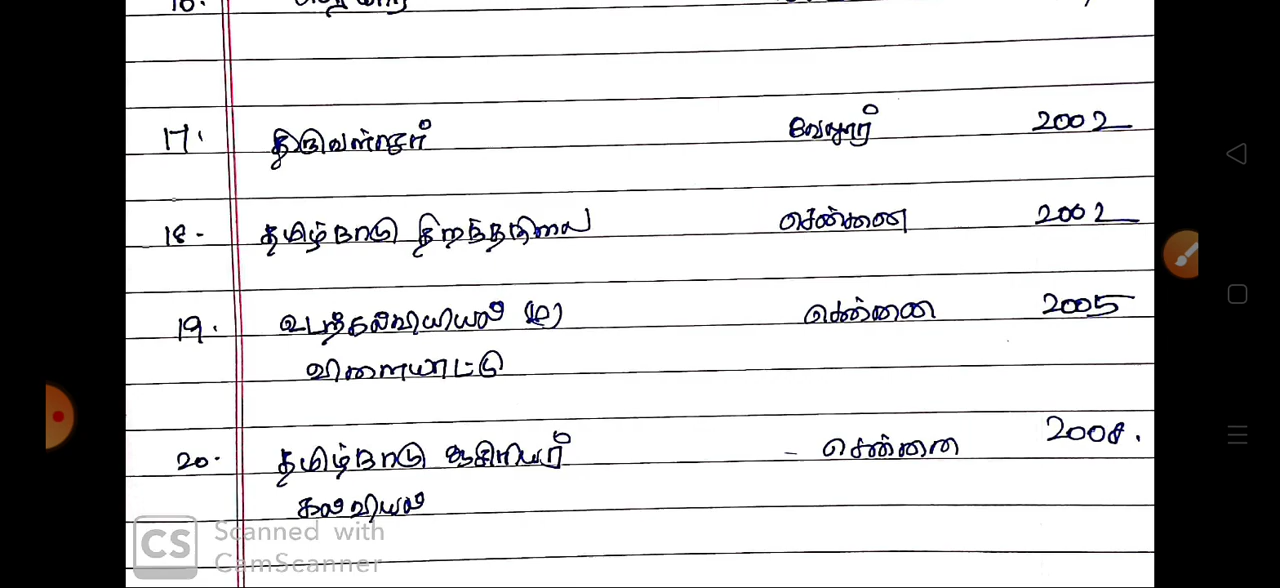 17. திருவள்ளுவர் வேலூர் 2002
18. தமிழ்நாடு திறந்தநிலை சென்னை 2002
19. உடற்கல்வியியல் (ம) சென்னை 2005
விளையாட்டு
20. தமிழ்நாடு ஆசிரியர் சென்னை 2008.
கல்வியியல்
CS Scanned with
CamScanner